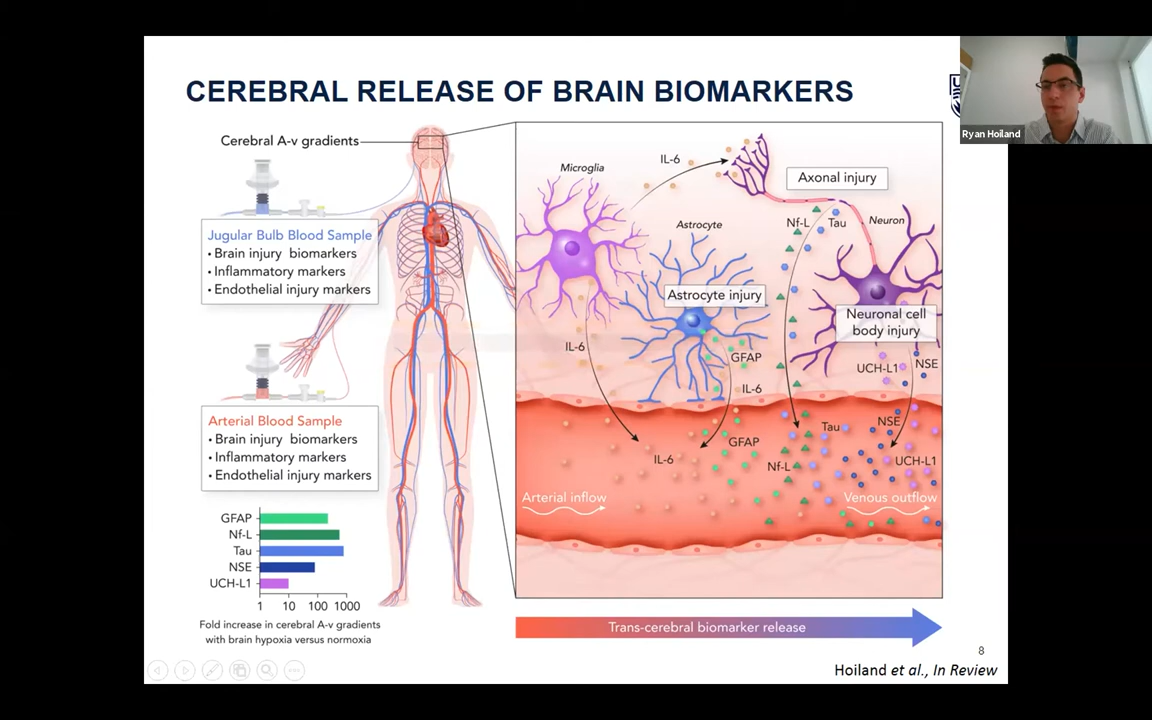 CEREBRAL RELEASE OF BRAIN BIOMARKERS
Ryan Hoiland
Cerebral A-v gradients
Jugular Bulb Blood Sample
• Brain injury biomarkers
• Inflammatory markers
• Endothelial injury markers
Arterial Blood Sample
• Brain injury biomarkers
• Inflammatory markers
• Endothelial injury markers
GFAP
Nf-L
Tau
NSE
UCH-L1
1 10 100 1000
Fold increase in cerebral A-v gradients
with brain hypoxia versus normoxia
Microglia
IL-6
Axonal injury
Astrocyte
Nf-L
Tau
Neuron
Astrocyte injury
Neuronal cell
body injury
IL-6
GFAP
IL-6
UCH-L1
NSE
GFAP
IL-6
Tau
NSE
Nf-L
UCH-L1
Arterial inflow
Venous outflow
Trans-cerebral biomarker release
8
Hoiland et al., In Review